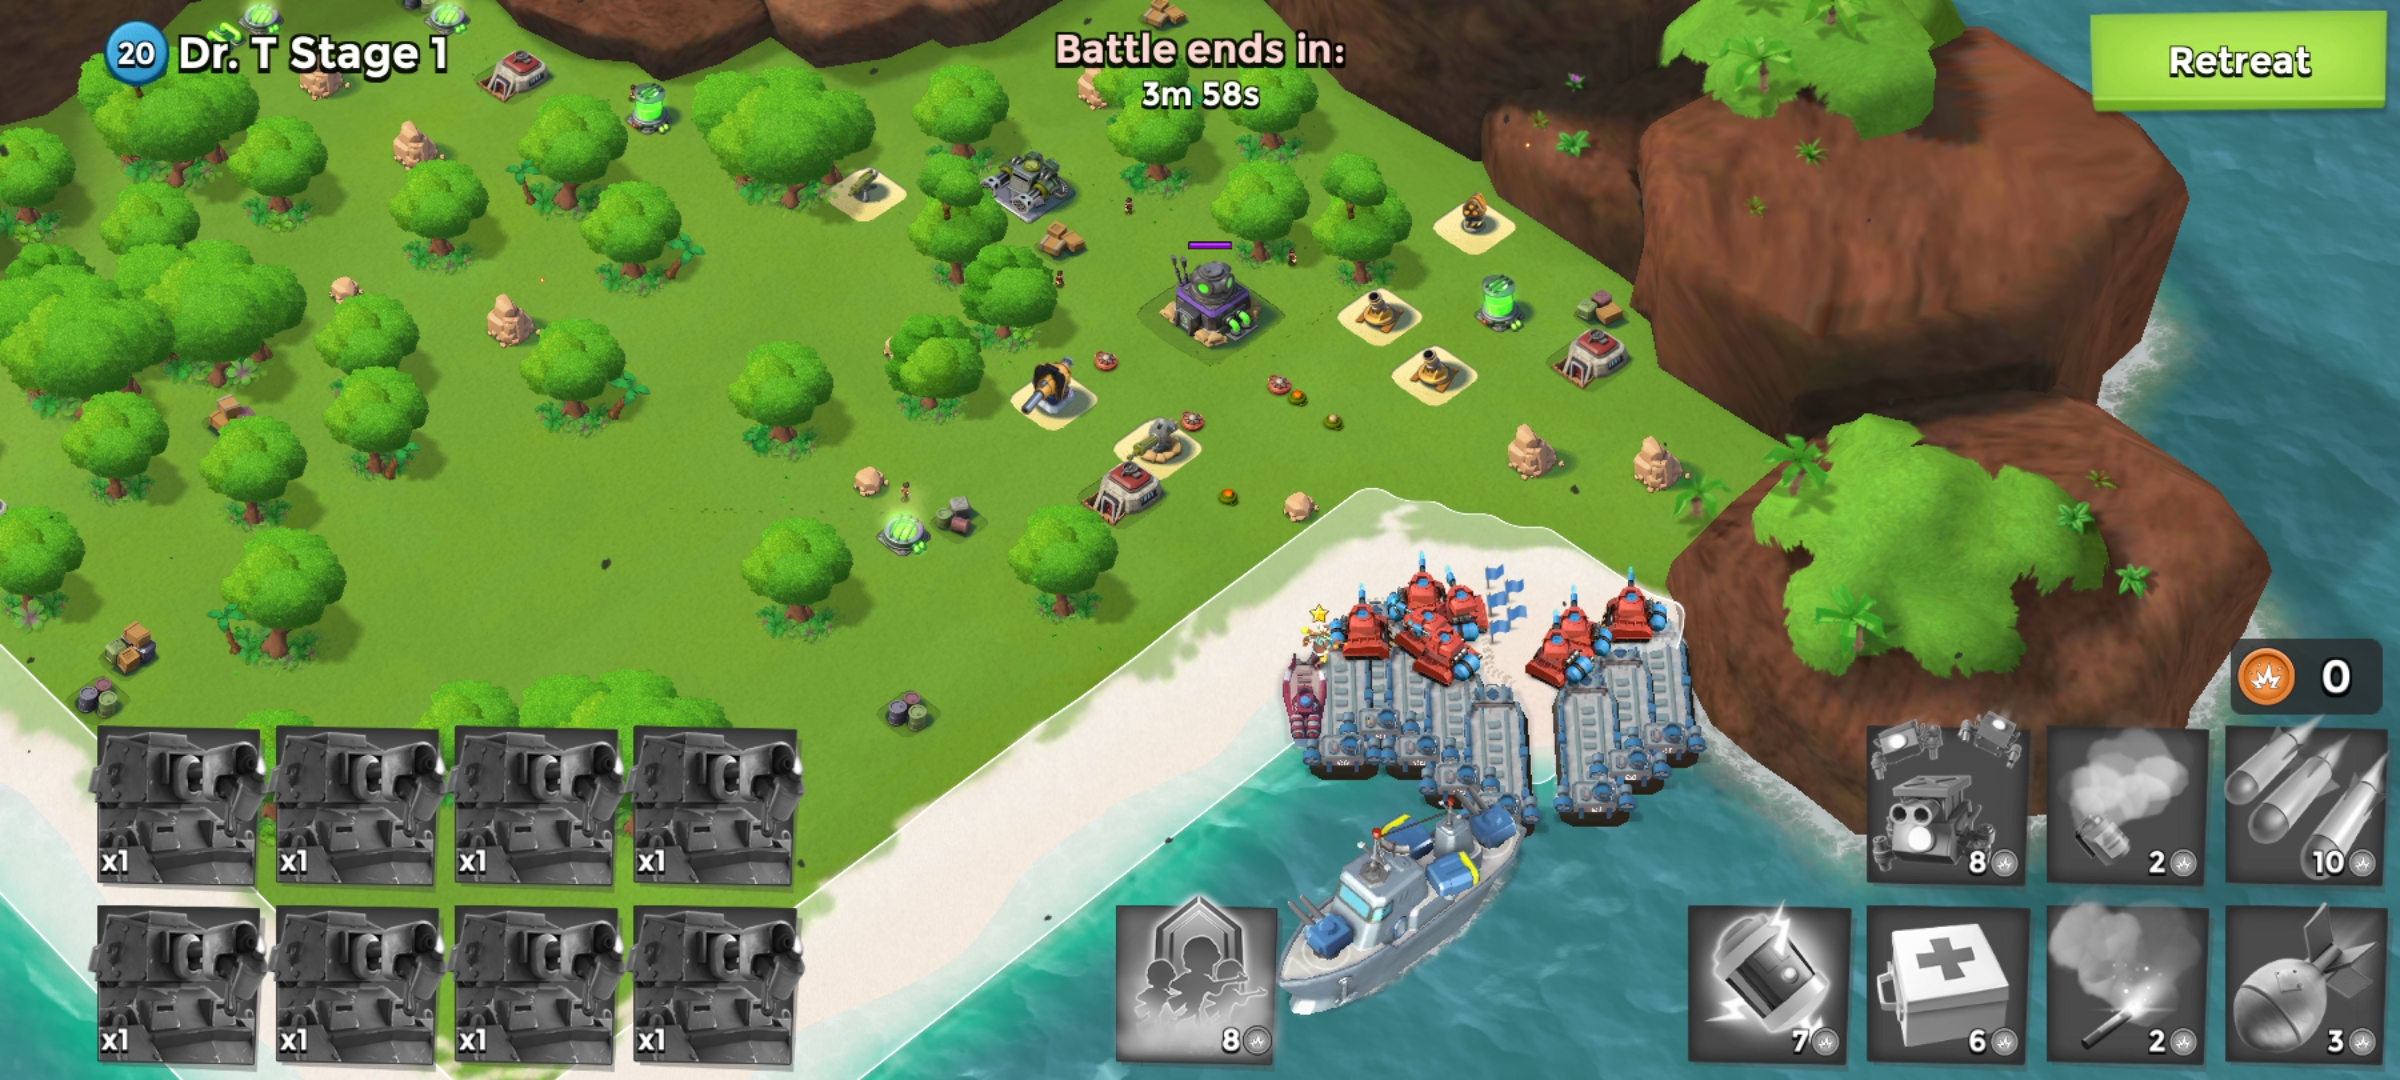 20 Dr. T Stage 1
Battle ends in:
3m 58s
Retreat
0
x1 x1 x1 x1
8 2 10
x1 x1 x1 x1
8 7 6 2 3